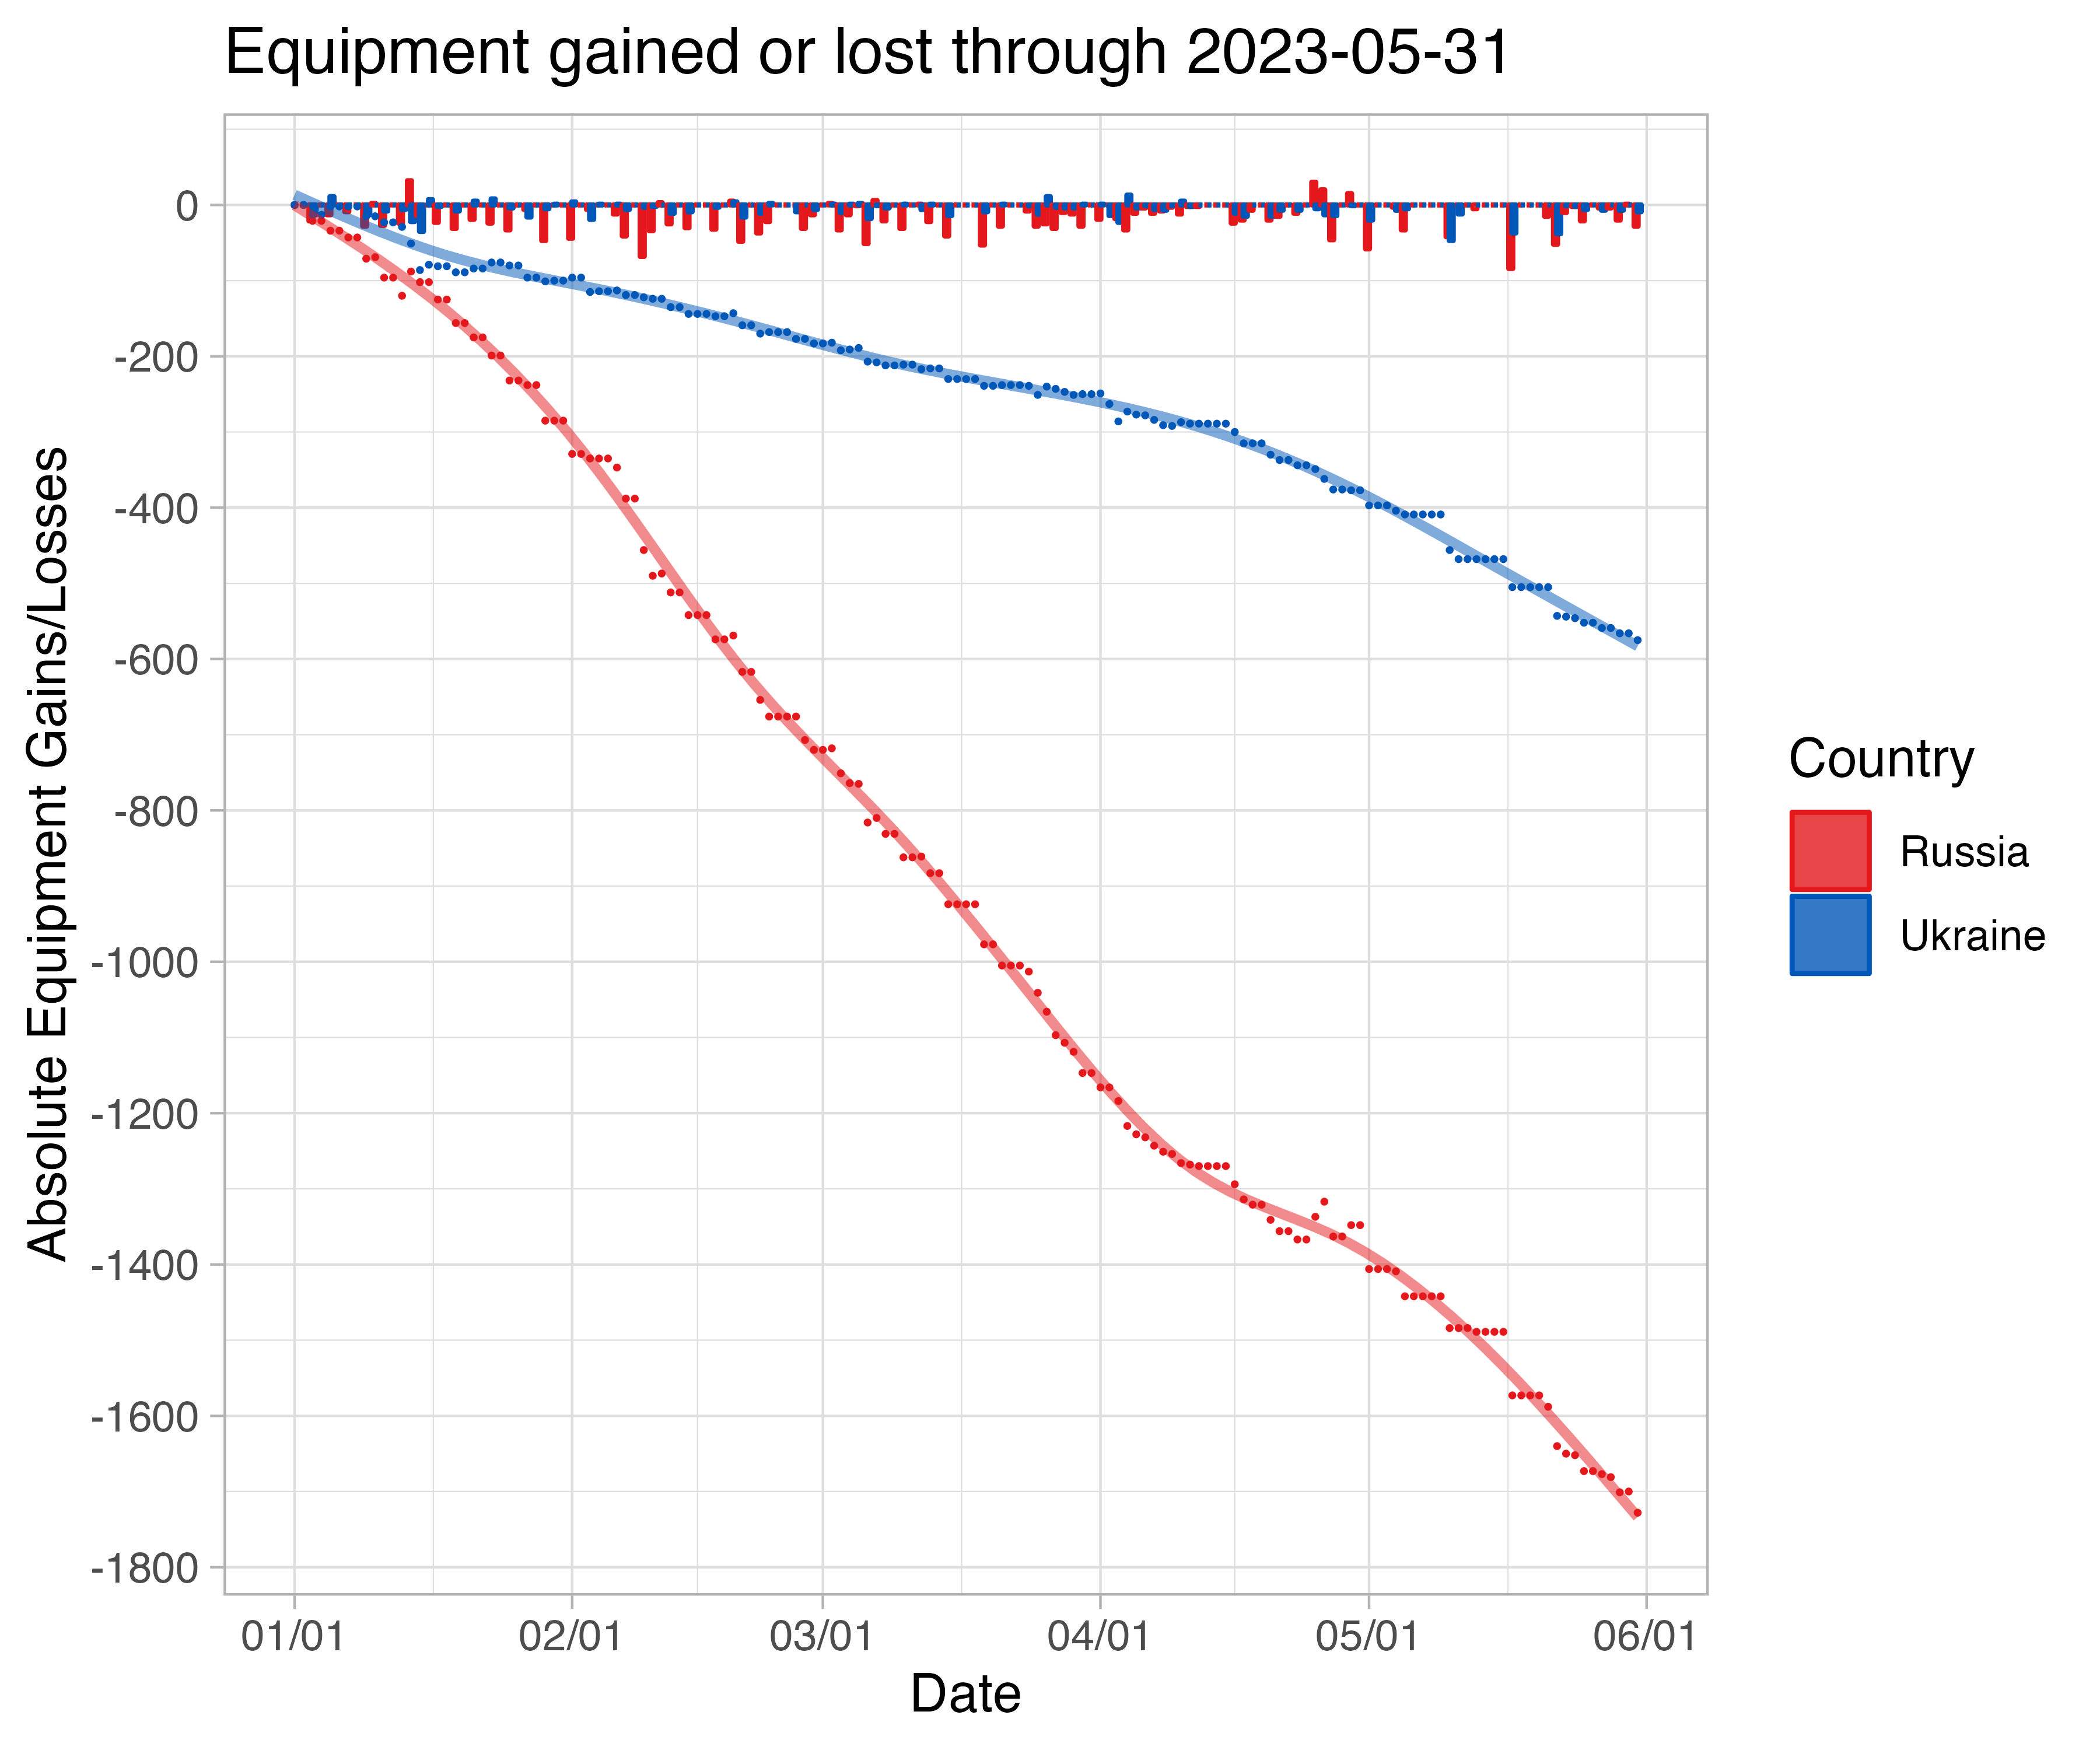 Equipment gained or lost through 2023-05-31
Absolute Equipment Gains/Losses
0
-200
-400
-600
-800
-1000
-1200
-1400
-1600
-1800
01/01
02/01
03/01
04/01
05/01
06/01
Date
Country
Russia
Ukraine